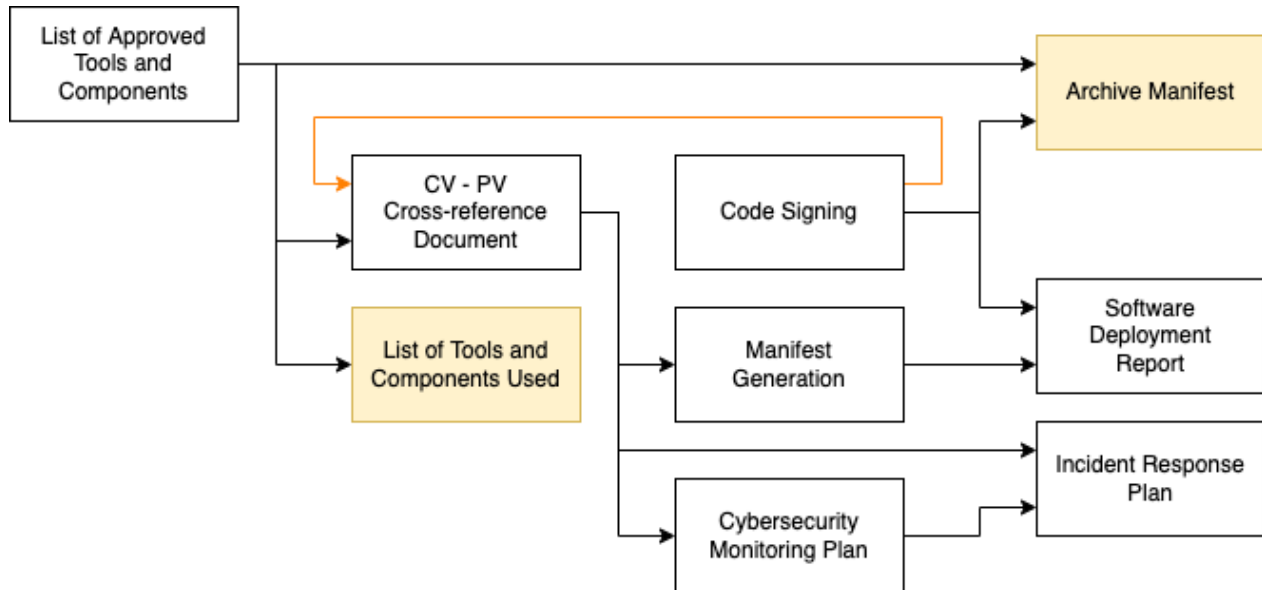 List of Approved
Tools and
Components
Archive Manifest
CV - PV
Cross-reference
Document
Code Signing
List of Tools and
Components Used
Manifest
Generation
Software
Deployment
Report
Cybersecurity
Monitoring Plan
Incident Response
Plan